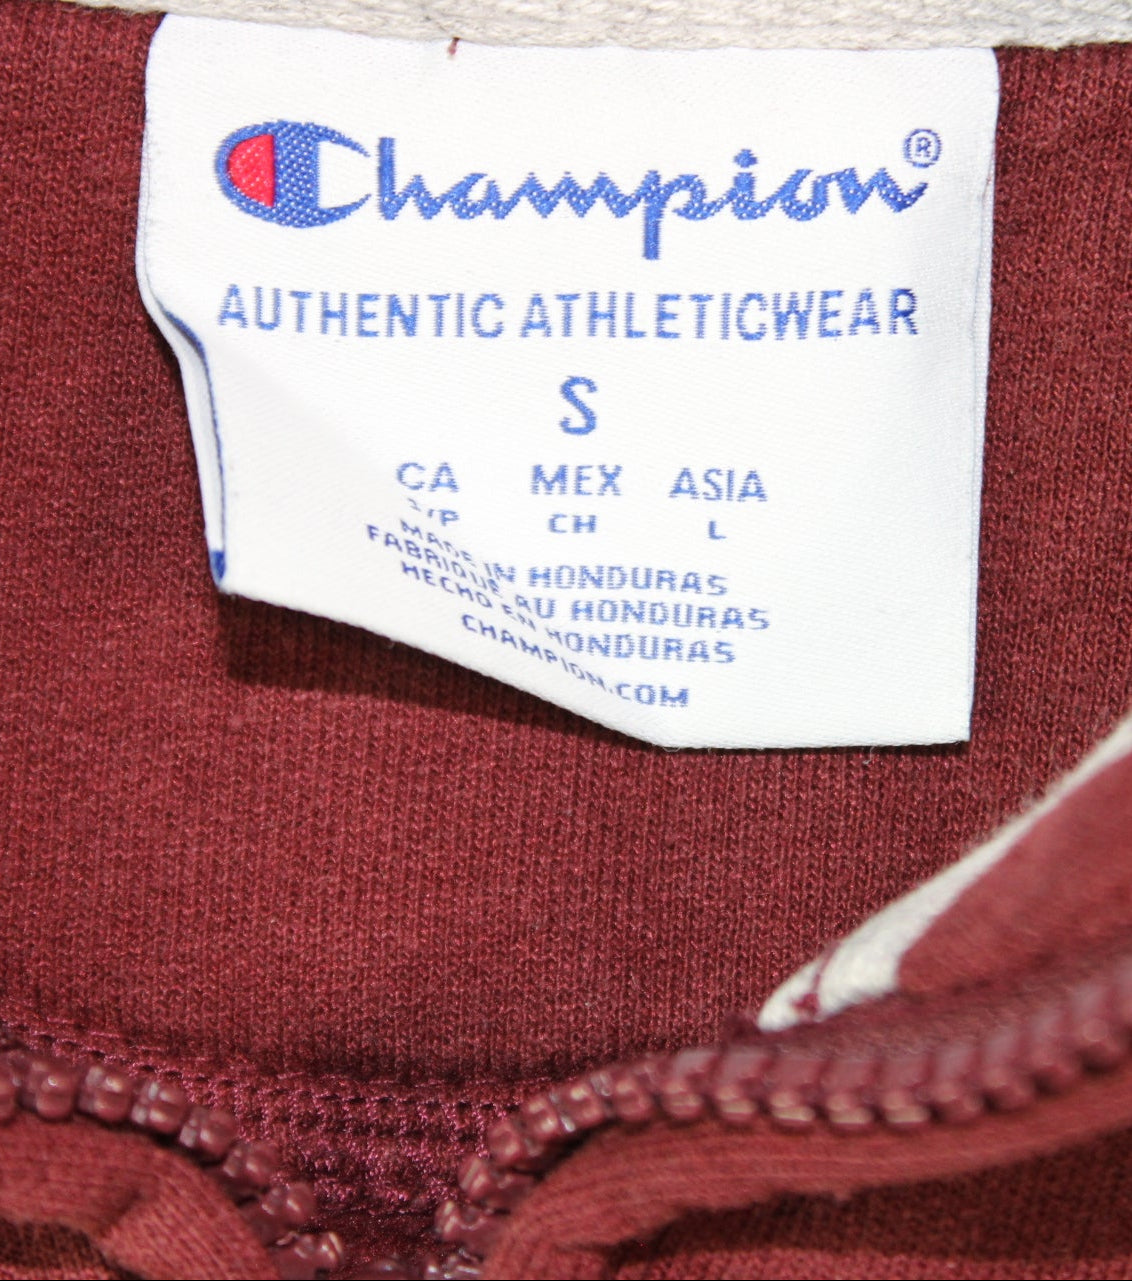 Champion®
AUTHENTIC ATHLETICWEAR
S
CA MEX ASIA
/P CH L
MADE IN HONDURAS
FABRIQUE AU HONDURAS
HECHO EN HONDURAS
CHAMPION.COM